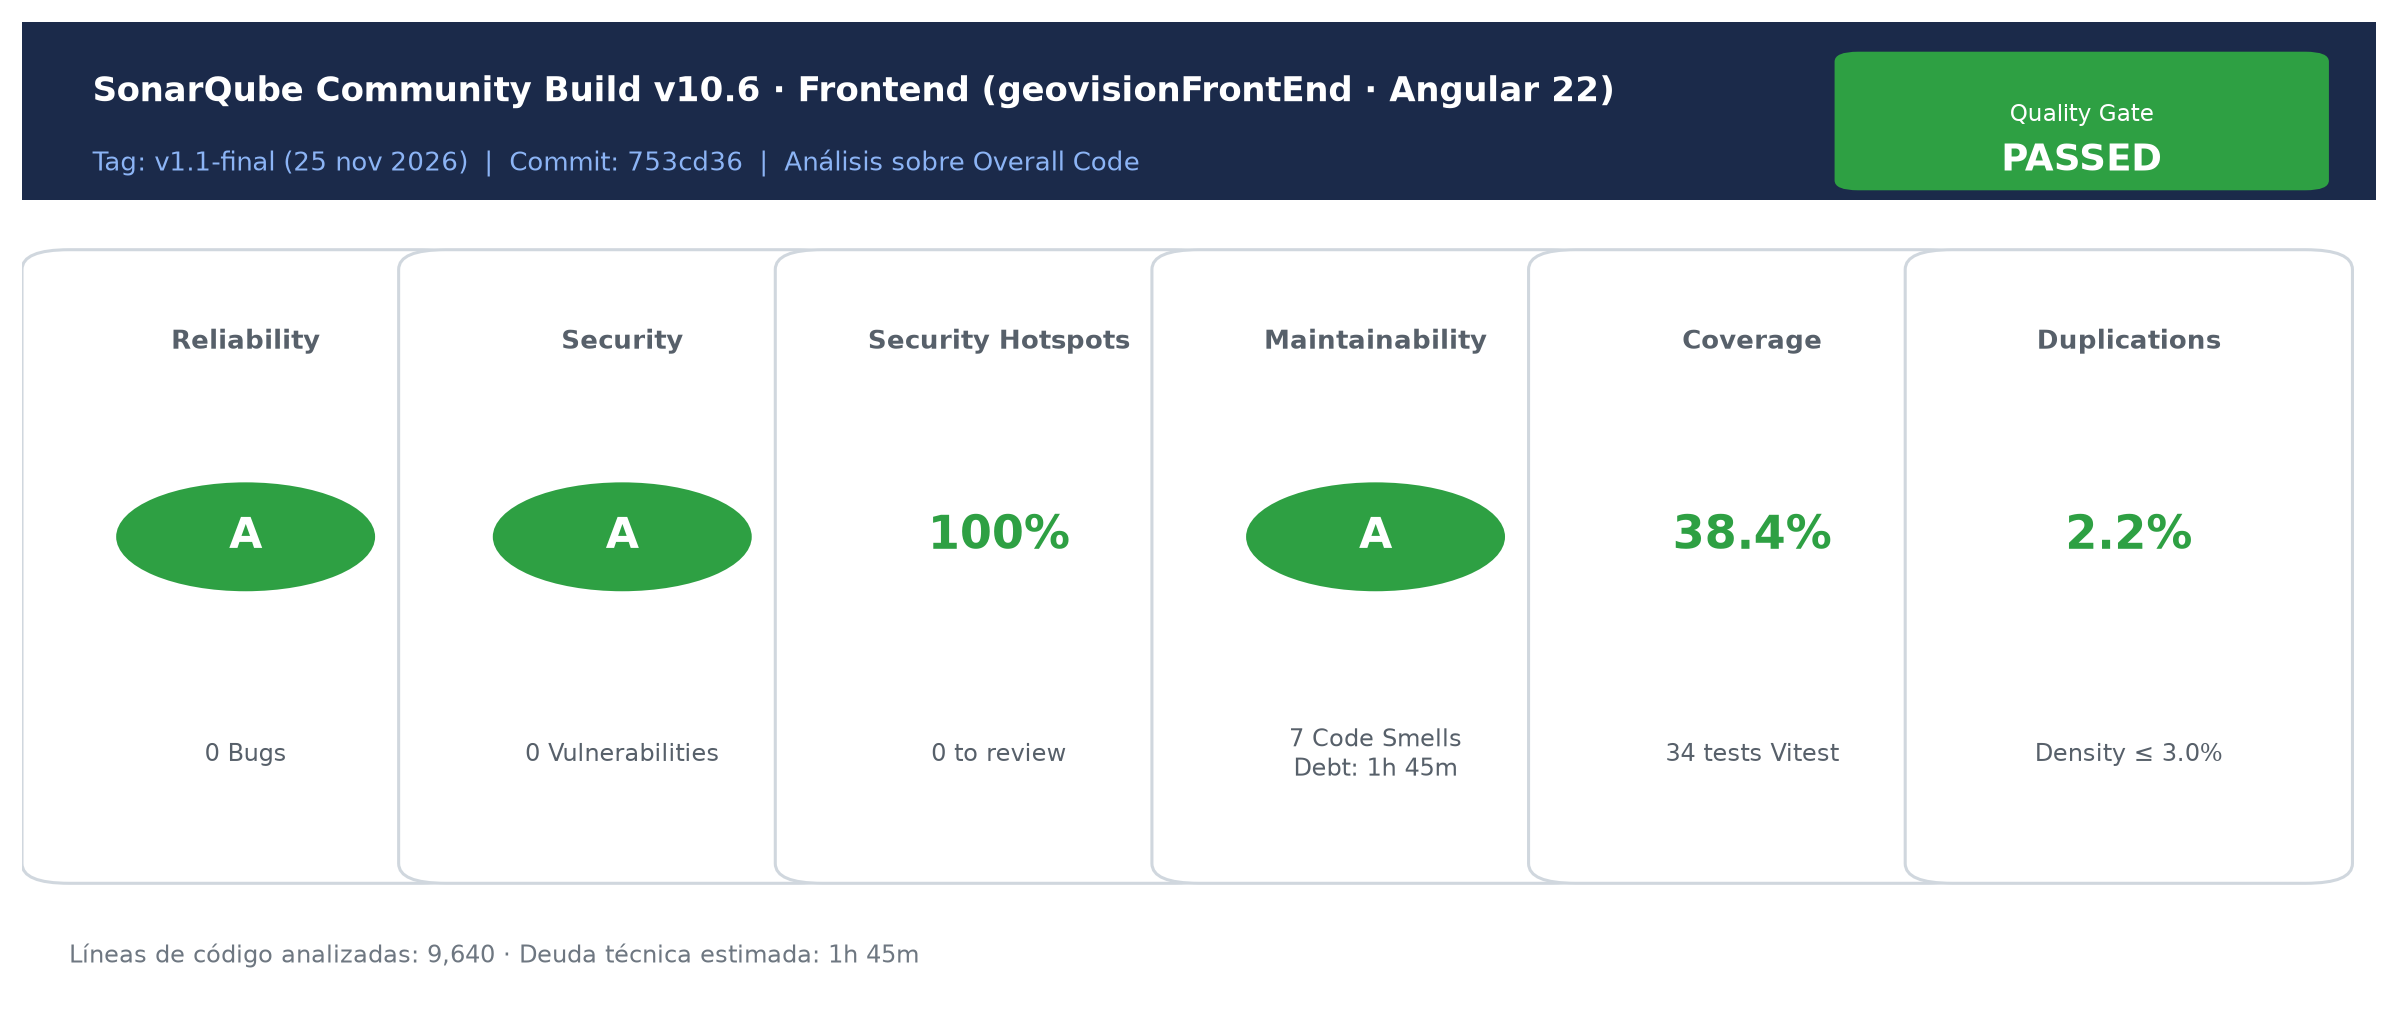 SonarQube Community Build v10.6 · Frontend (geovisionFrontEnd · Angular 22)
Tag: v1.1-final (25 nov 2026) | Commit: 753cd36 | Análisis sobre Overall Code
Quality Gate
PASSED
Reliability
A
0 Bugs
Security
A
0 Vulnerabilities
Security Hotspots
100%
0 to review
Maintainability
A
7 Code Smells
Debt: 1h 45m
Coverage
38.4%
34 tests Vitest
Duplications
2.2%
Density ≤ 3.0%
Líneas de código analizadas: 9,640 · Deuda técnica estimada: 1h 45m